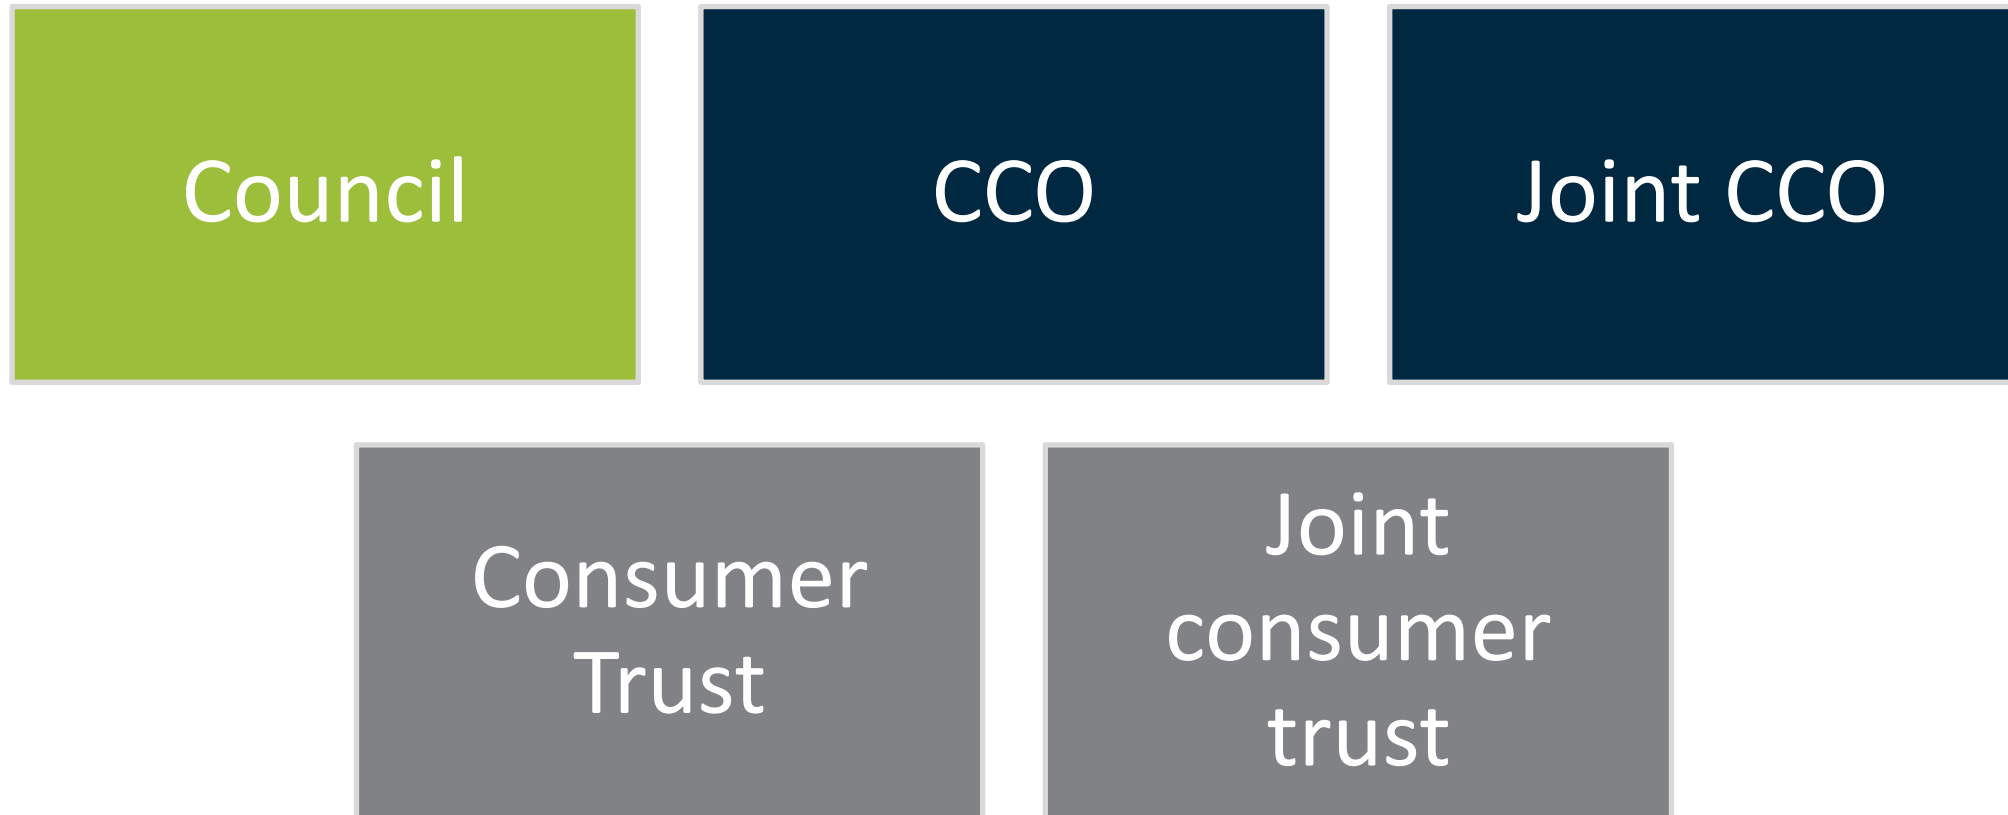 Council
CCO
Joint CCO
Consumer
Trust
Joint
consumer
trust